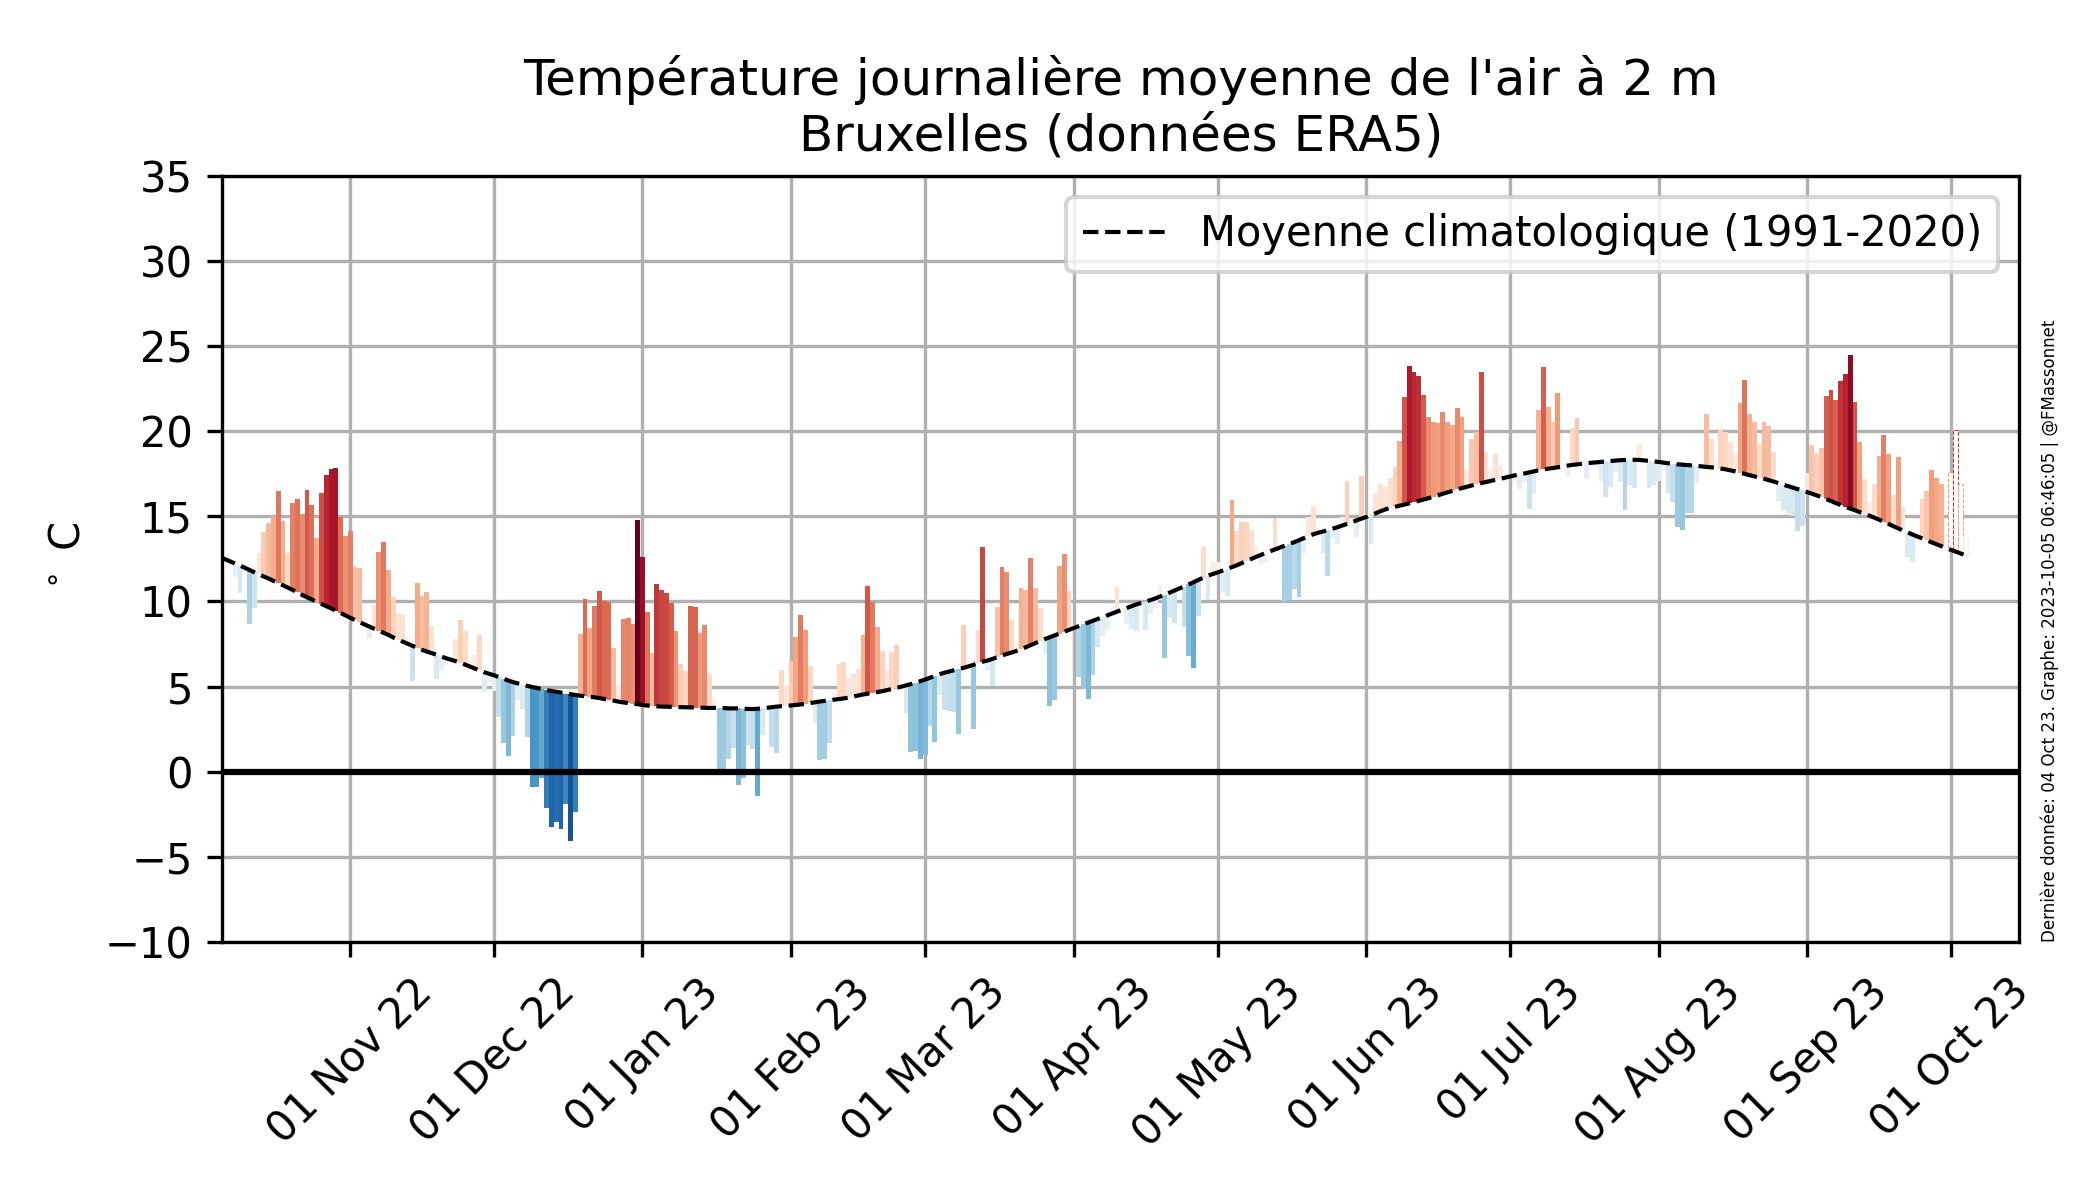 Température journalière moyenne de l'air à 2 m
Bruxelles (données ERA5)
Moyenne climatologique (1991-2020)
° C
35
30
25
20
15
10
5
0
−5
−10
01 Nov 22
01 Dec 22
01 Jan 23
01 Feb 23
01 Mar 23
01 Apr 23
01 May 23
01 Jun 23
01 Jul 23
01 Aug 23
01 Sep 23
01 Oct 23
Dernière donnée: 04 Oct 23. Graphe: 2023-10-05 06:46:05 | @FMassonnet